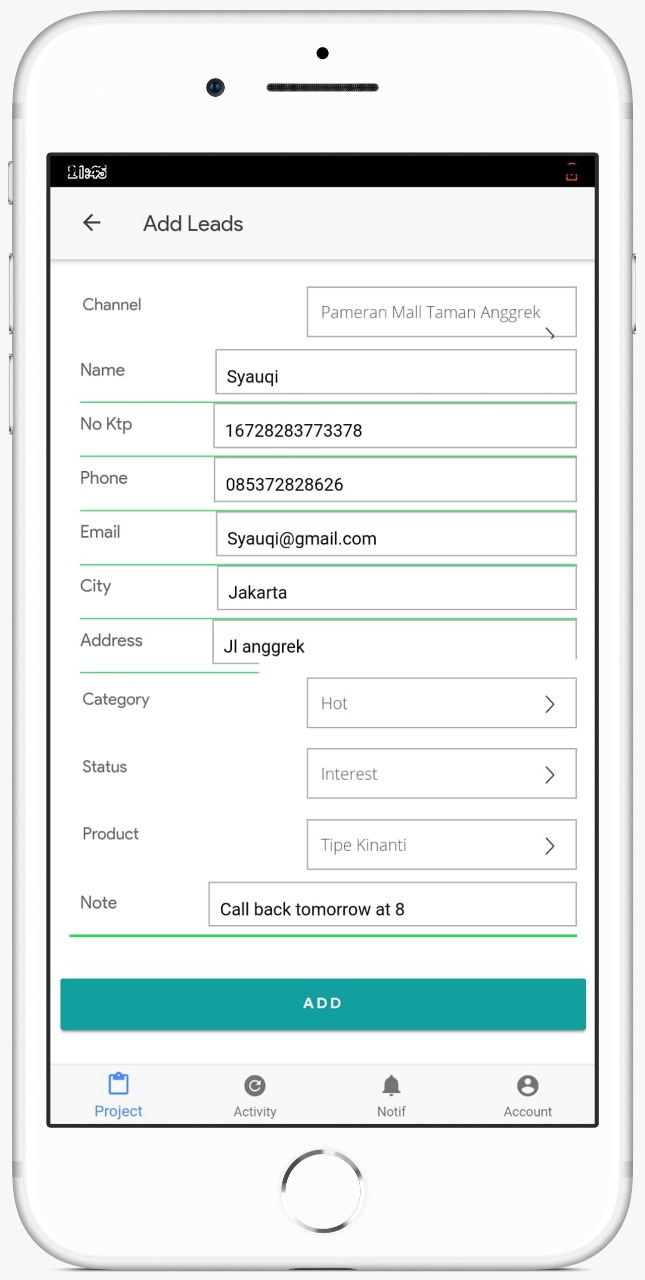 Add Leads
Channel
Pameran Mall Taman Anggrek
Name
Syauqi
No Ktp
16728283773378
Phone
085372828626
Email
Syauqi@gmail.com
City
Jakarta
Address
Jl anggrek
Category
Hot
Status
Interest
Product
Tipe Kinanti
Note
Call back tomorrow at 8
ADD
Project
Activity
Notif
Account